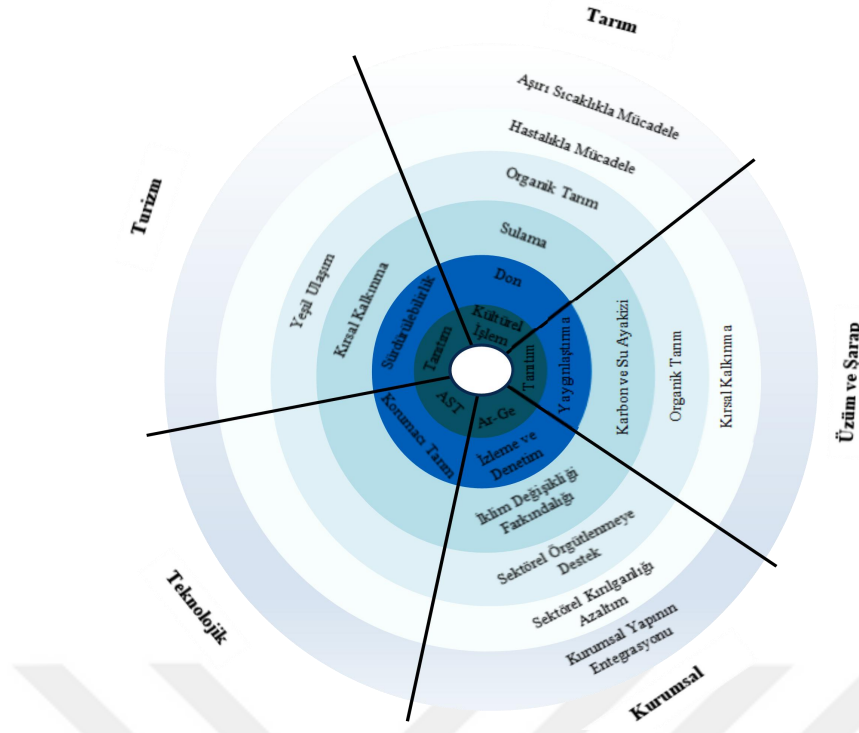 Tarım
Aşırı Sıcaklıkla Mücadele
Hastalıkla Mücadele
Organik Tarım
Sulama
Don
Kültürel
İşlem
Üzüm ve Şarap
Kırsal Kalkınma
Organik Tarım
Karbon ve Su Ayakizi
Yaygınlaştırma
Tanıtım
Kurumsal
Ar-Ge
İzleme ve
Denetim
İklim Değişikliği
Farkındalığı
Sektörel Örgütlenmeye
Destek
Sektörel Kırılganlığı
Azaltım
Kurumsal Yapının
Entegrasyonu
Teknolojik
AST
Korumacı Tarım
Turizm
Yeşil Ulaşım
Kırsal Kalkınma
Sürdürülebilirlik
Tanıtım